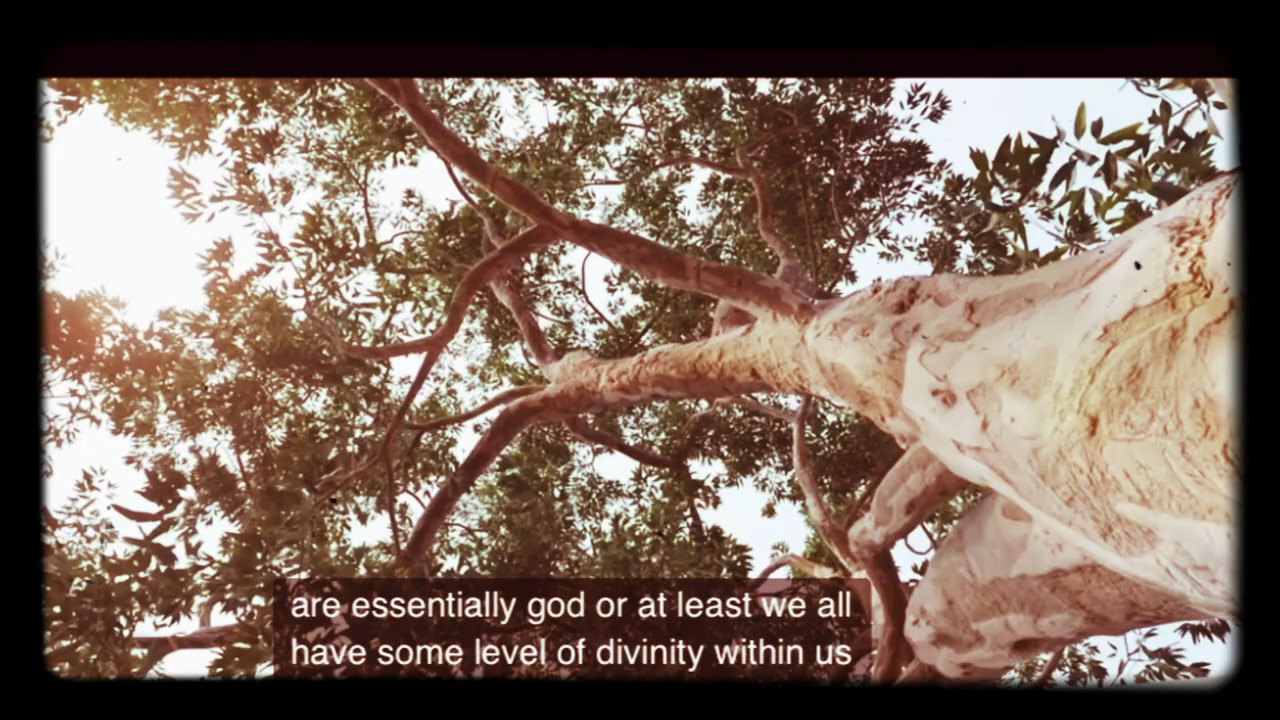 are essentially god or at least we all
have some level of divinity within us